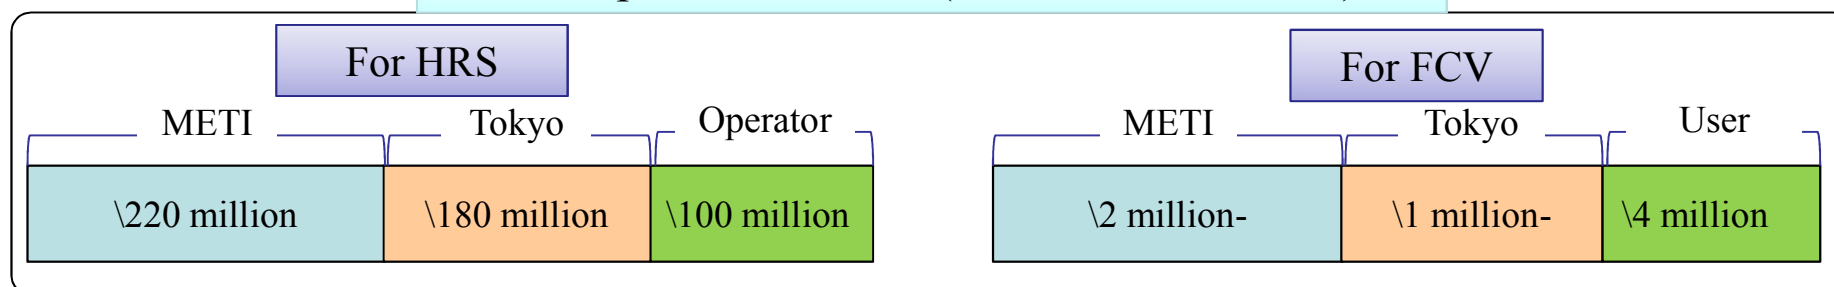 For HRS
METI Tokyo Operator
\220 million \180 million \100 million
For FCV
METI Tokyo User
\2 million- \1 million- \4 million